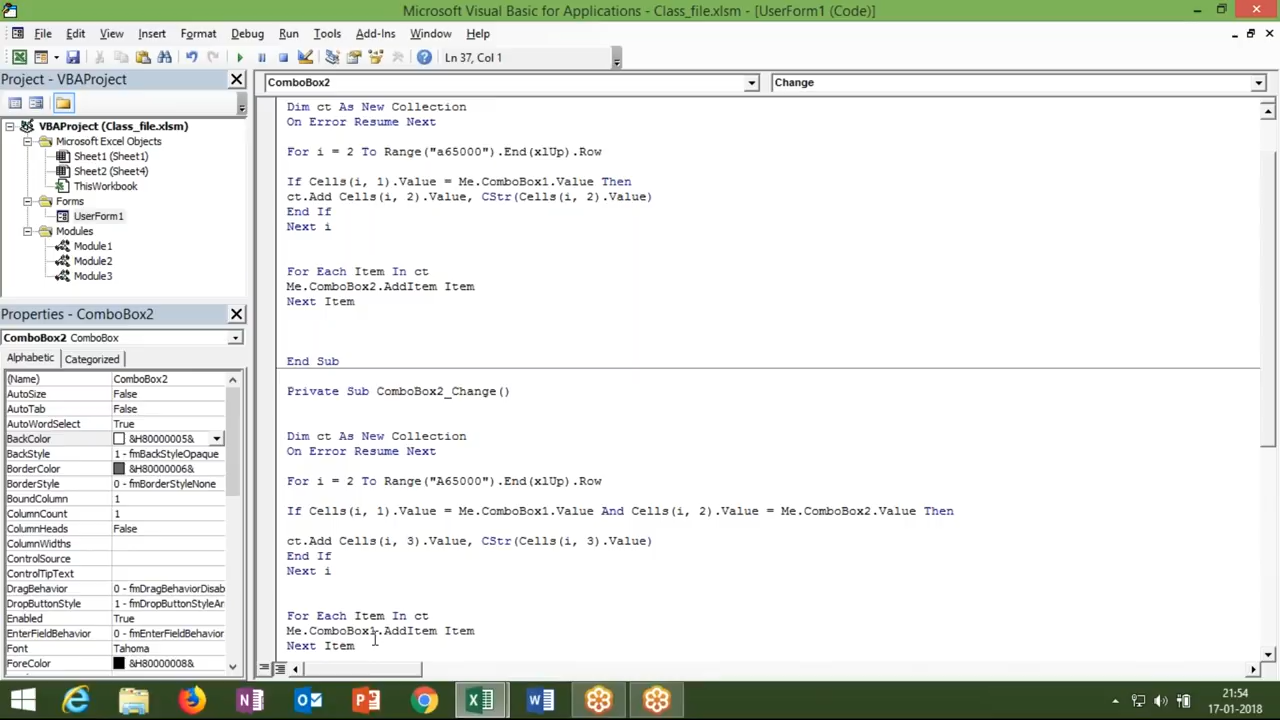 Microsoft Visual Basic for Applications - Class_file.xlsm - [UserForm1 (Code)]
File Edit View Insert Format Debug Run Tools Add-Ins Window Help
Ln 37, Col 1
Project - VBAProject
ComboBox2
Change
VBAProject (Class_file.xlsm)
Microsoft Excel Objects
Sheet1 (Sheet1)
Sheet2 (Sheet4)
ThisWorkbook
Forms
UserForm1
Modules
Module1
Module2
Module3
Properties - ComboBox2
ComboBox2 ComboBox
Alphabetic Categorized
(Name) ComboBox2
AutoSize False
AutoTab False
AutoWordSelect True
BackColor &H80000005&
BackStyle 1 - fmBackStyleOpaque
BorderColor &H80000006&
BorderStyle 0 - fmBorderStyleNone
BoundColumn 1
ColumnCount 1
ColumnHeads False
ColumnWidths
ControlSource
ControlTipText
DragBehavior 0 - fmDragBehaviorDisab
DropButtonStyle 1 - fmDropButtonStyleAr
Enabled True
EnterFieldBehavior 0 - fmEnterFieldBehavior
Font Tahoma
ForeColor &H80000008&
Dim ct As New Collection
On Error Resume Next
For i = 2 To Range("a65000").End(xlUp).Row
If Cells(i, 1).Value = Me.ComboBox1.Value Then
ct.Add Cells(i, 2).Value, CStr(Cells(i, 2).Value)
End If
Next i
For Each Item In ct
Me.ComboBox2.AddItem Item
Next Item
End Sub
Private Sub ComboBox2_Change()
Dim ct As New Collection
On Error Resume Next
For i = 2 To Range("A65000").End(xlUp).Row
If Cells(i, 1).Value = Me.ComboBox1.Value And Cells(i, 2).Value = Me.ComboBox2.Value Then
ct.Add Cells(i, 3).Value, CStr(Cells(i, 3).Value)
End If
Next i
For Each Item In ct
Me.ComboBox1.AddItem Item
Next Item
21:54
17-01-2018